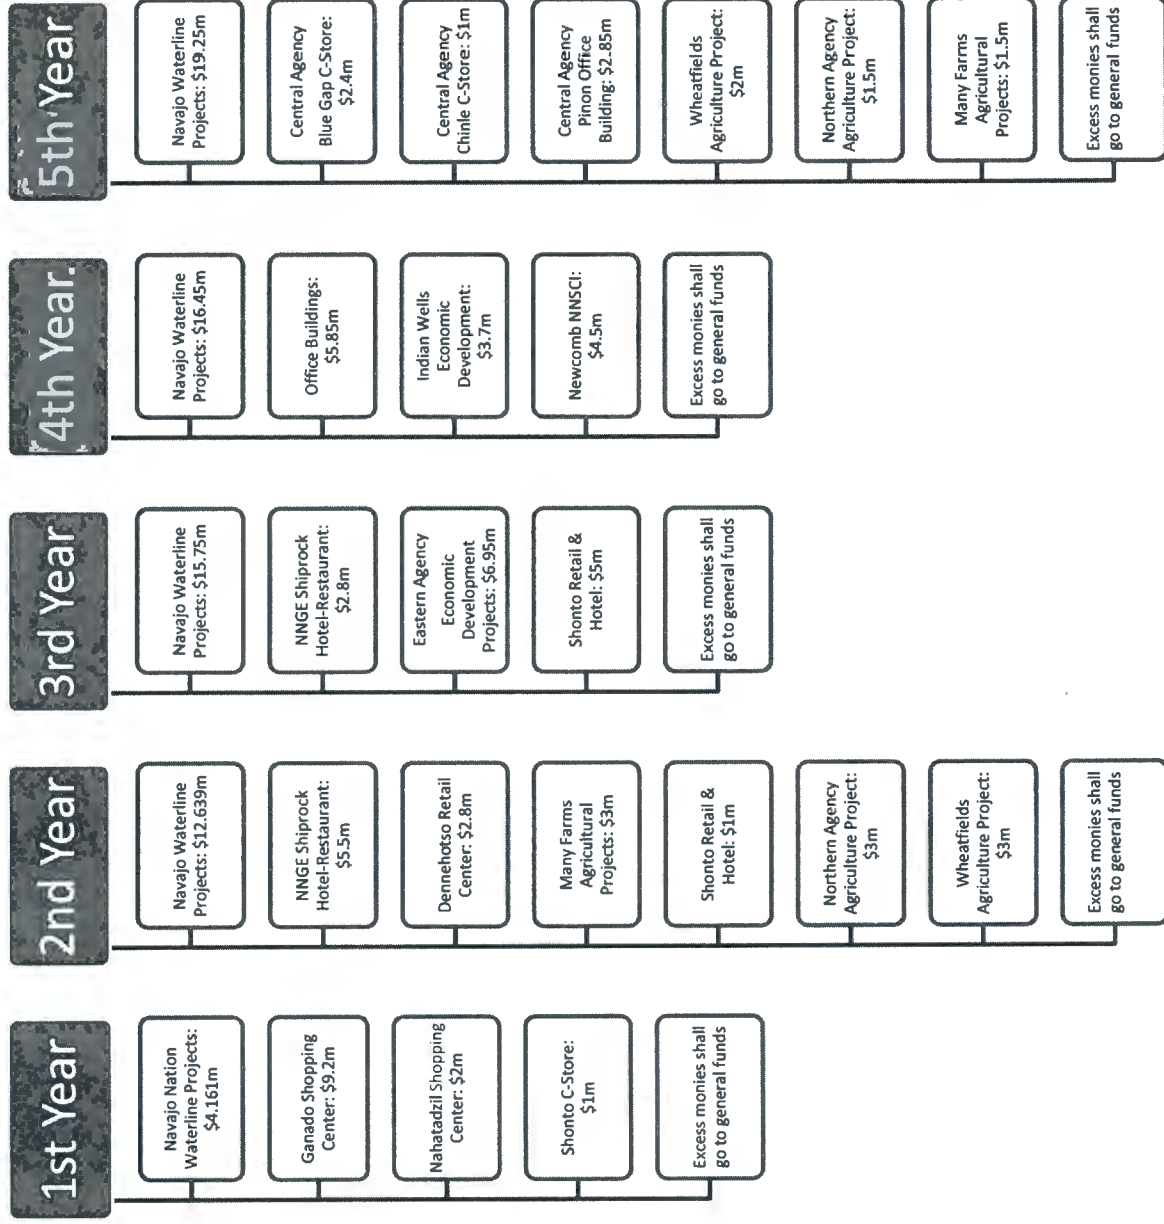 1st Year
Navajo Nation
Waterline Projects:
$4.161m
Ganado Shopping
Center: $9.2m
Nahatadzil Shopping
Center: $2m
Shonto C-Store:
$1m
Excess monies shall
go to general funds
2nd Year
Navajo Waterline
Projects: $12.639m
NNGE Shiprock
Hotel-Restaurant:
$5.5m
Dennehotso Retail
Center: $2.8m
Many Farms
Agricultural
Projects: $3m
Shonto Retail &
Hotel: $1m
Northern Agency
Agriculture Project:
$3m
Wheatfields
Agriculture Project:
$3m
Excess monies shall
go to general funds
3rd Year
Navajo Waterline
Projects: $15.75m
NNGE Shiprock
Hotel-Restaurant:
$2.8m
Eastern Agency
Economic
Development
Projects: $6.95m
Shonto Retail &
Hotel: $5m
Excess monies shall
go to general funds
4th Year
Navajo Waterline
Projects: $16.45m
Office Buildings:
$5.85m
Indian Wells
Economic
Development:
$3.7m
Newcomb NNSCI:
$4.5m
Excess monies shall
go to general funds
5th Year
Navajo Waterline
Projects: $19.25m
Central Agency
Blue Gap C-Store:
$2.4m
Central Agency
Chinle C-Store: $1m
Central Agency
Pinon Office
Building: $2.85m
Wheatfields
Agriculture Project:
$2m
Northern Agency
Agriculture Project:
$1.5m
Many Farms
Agricultural
Projects: $1.5m
Excess monies shall
go to general funds